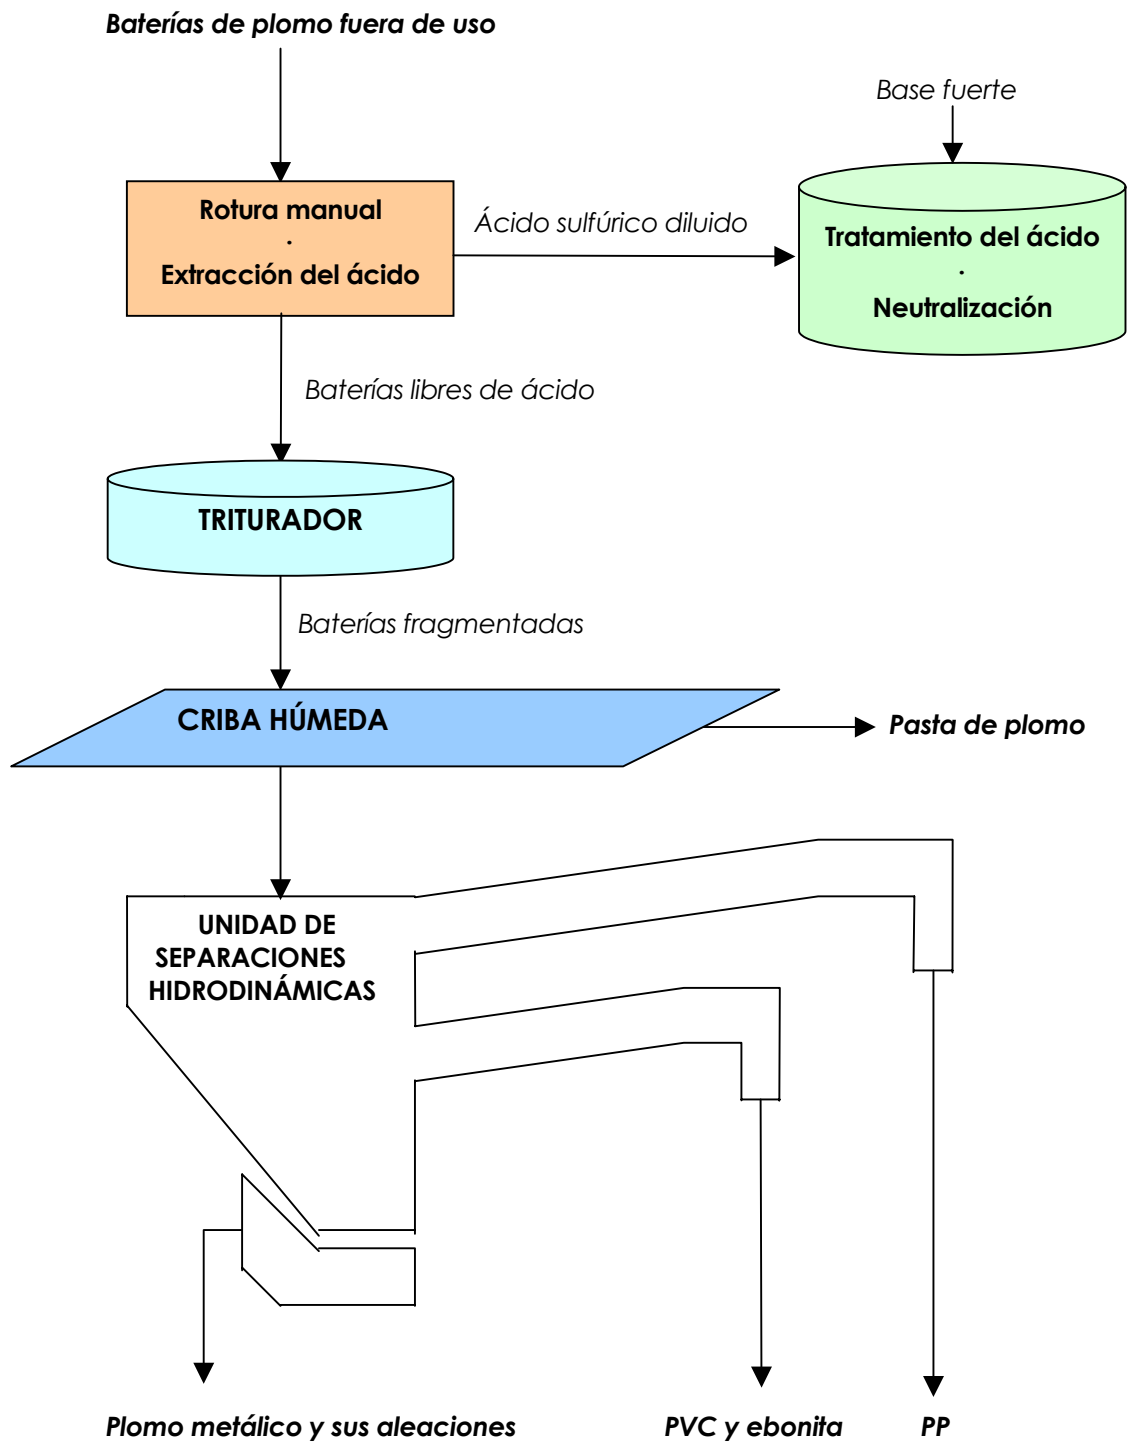 Baterías de plomo fuera de uso
Base fuerte
Rotura manual
.
Extracción del ácido
Ácido sulfúrico diluido
Tratamiento del ácido
.
Neutralización
Baterías libres de ácido
TRITURADOR
Baterías fragmentadas
CRIBA HÚMEDA
Pasta de plomo
UNIDAD DE
SEPARACIONES
HIDRODINÁMICAS
Plomo metálico y sus aleaciones
PVC y ebonita
PP